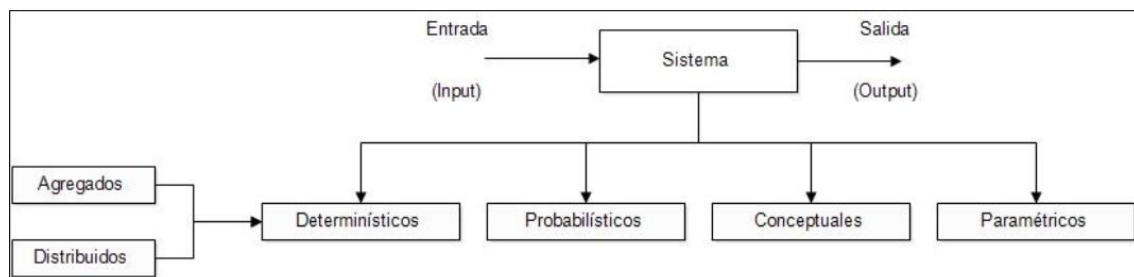 Entrada
Salida
Sistema
(Input)
(Output)
Agregados
Determinísticos
Probabilísticos
Conceptuales
Paramétricos
Distribuidos